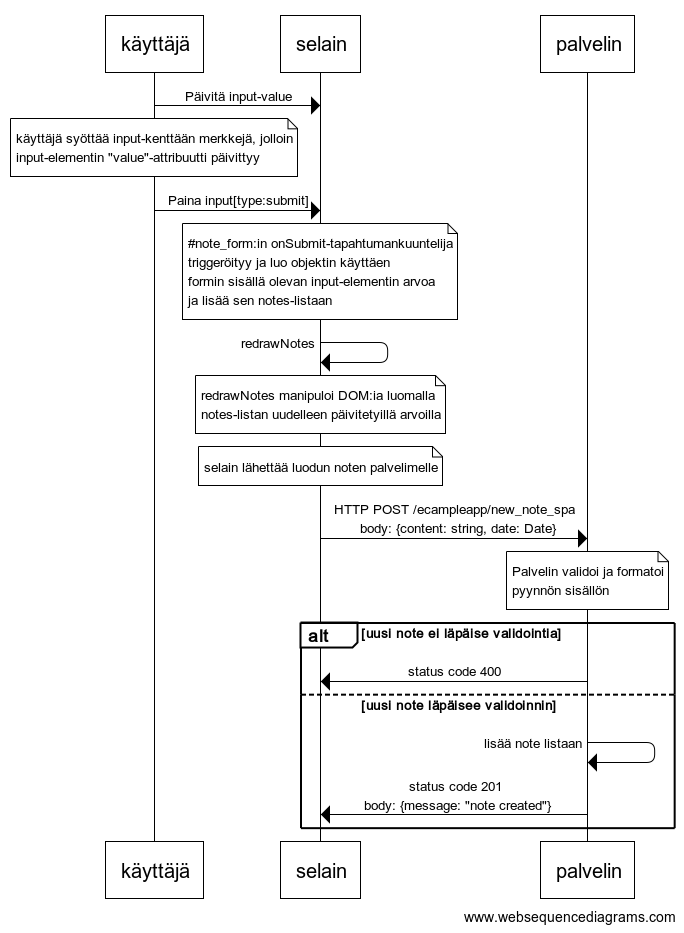 käyttäjä
selain
palvelin
Päivitä input-value
käyttäjä syöttää input-kenttään merkkejä, jolloin
input-elementin "value"-attribuutti päivittyy
Paina input[type:submit]
#note_form:in onSubmit-tapahtumankuuntelija
triggeröityy ja luo objektin käyttäen
formin sisällä olevan input-elementin arvoa
ja lisää sen notes-listaan
redrawNotes
redrawNotes manipuloi DOM:ia luomalla
notes-listan uudelleen päivitetyillä arvoilla
selain lähettää luodun noten palvelimelle
HTTP POST /ecampleapp/new_note_spa
body: {content: string, date: Date}
Palvelin validoi ja formatoi
pyynnön sisällön
alt [uusi note ei läpäise validointia]
status code 400
[uusi note läpäisee validoinnin]
lisää note listaan
status code 201
body: {message: "note created"}
käyttäjä
selain
palvelin
www.websequencediagrams.com